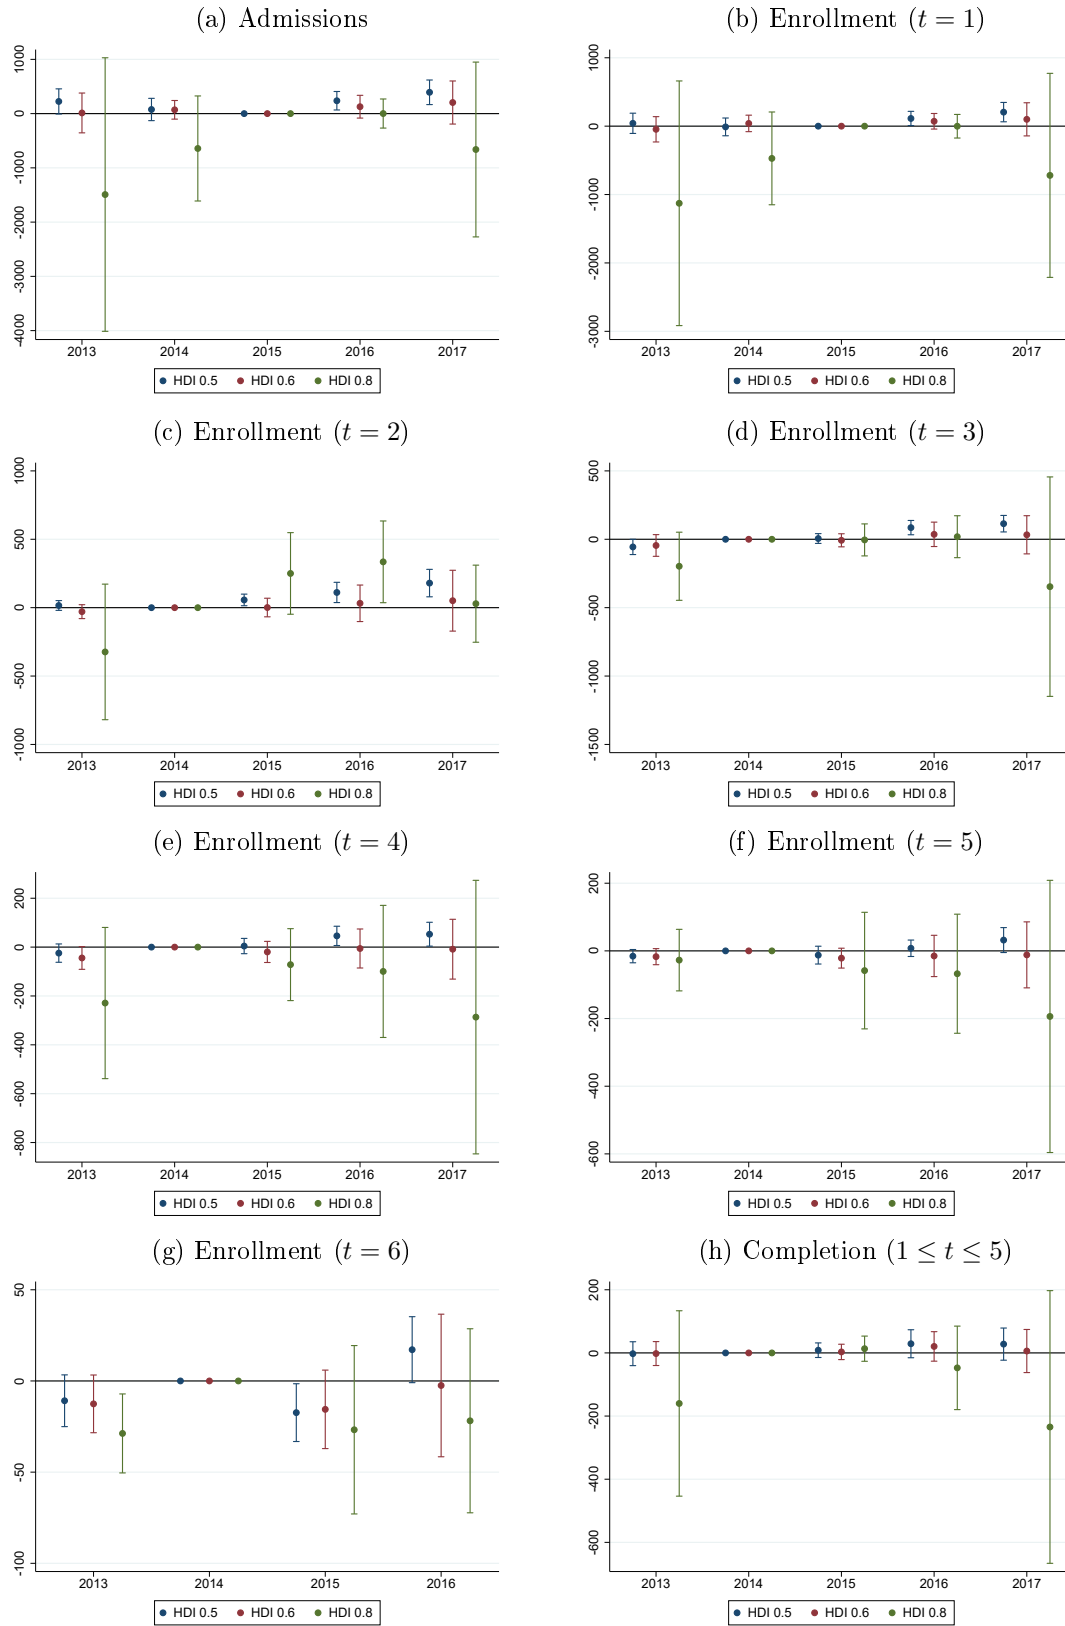 (a) Admissions
1000
0
-1000
-2000
-3000
-4000
2013 2014 2015 2016 2017
HDI 0.5 HDI 0.6 HDI 0.8
(b) Enrollment (t = 1)
1000
0
-1000
-2000
-3000
2013 2014 2015 2016 2017
HDI 0.5 HDI 0.6 HDI 0.8
(c) Enrollment (t = 2)
1000
500
0
-500
-1000
2013 2014 2015 2016 2017
HDI 0.5 HDI 0.6 HDI 0.8
(d) Enrollment (t = 3)
500
0
-500
-1000
-1500
2013 2014 2015 2016 2017
HDI 0.5 HDI 0.6 HDI 0.8
(e) Enrollment (t = 4)
200
0
-200
-400
-600
-800
2013 2014 2015 2016 2017
HDI 0.5 HDI 0.6 HDI 0.8
(f) Enrollment (t = 5)
200
0
-200
-400
-600
2013 2014 2015 2016 2017
HDI 0.5 HDI 0.6 HDI 0.8
(g) Enrollment (t = 6)
50
0
-50
-100
2013 2014 2015 2016
HDI 0.5 HDI 0.6 HDI 0.8
(h) Completion (1 ≤ t ≤ 5)
200
0
-200
-400
-600
2013 2014 2015 2016 2017
HDI 0.5 HDI 0.6 HDI 0.8